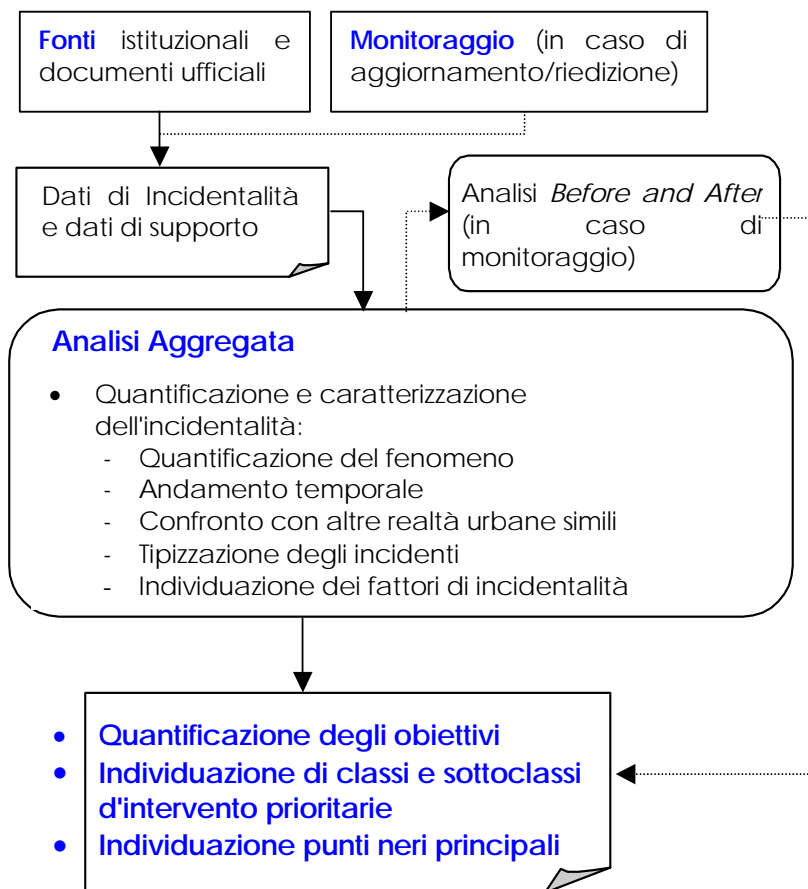 Fonti istituzionali e
documenti ufficiali
Monitoraggio (in caso di
aggiornamento/riedizione)
Dati di Incidentalità
e dati di supporto
Analisi Before and After
(in caso di
monitoraggio)
Analisi Aggregata
• Quantificazione e caratterizzazione
dell'incidentalità:
- Quantificazione del fenomeno
- Andamento temporale
- Confronto con altre realtà urbane simili
- Tipizzazione degli incidenti
- Individuazione dei fattori di incidentalità
• Quantificazione degli obiettivi
• Individuazione di classi e sottoclassi
d'intervento prioritarie
• Individuazione punti neri principali